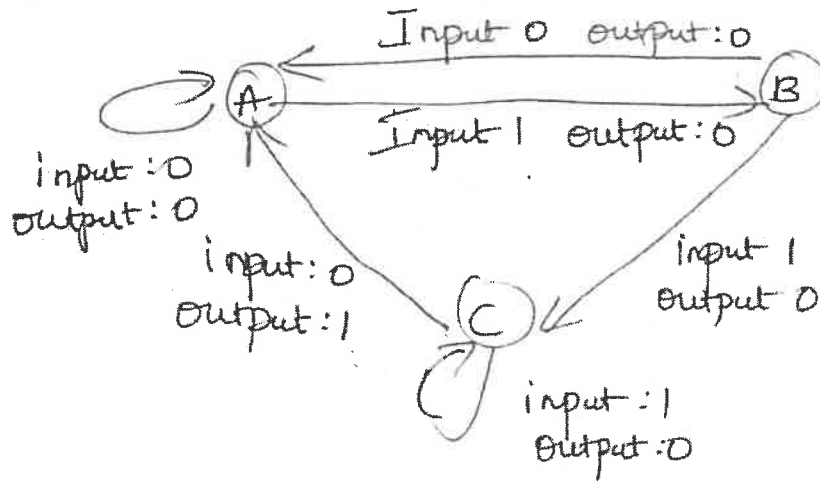 Input 0 output:0
A
B
Input 1 output:0
input:0
output:0
input:0
output:1
input 1
output 0
C
input:1
output:0